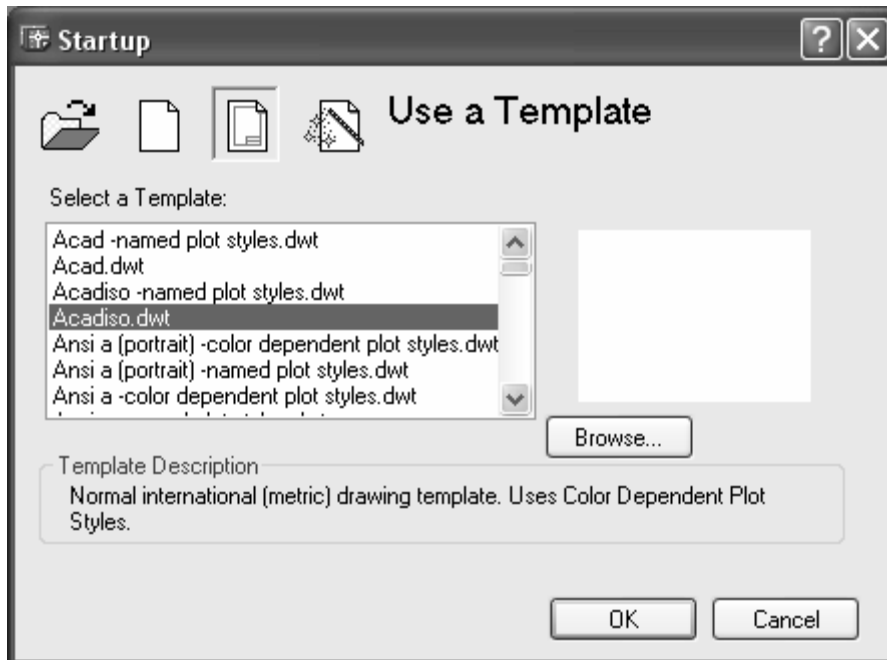 Startup
Use a Template
Select a Template:
Acad -named plot styles.dwt
Acad.dwt
Acadiso -named plot styles.dwt
Acadiso.dwt
Ansi a (portrait) -color dependent plot styles.dwt
Ansi a (portrait) -named plot styles.dwt
Ansi a -color dependent plot styles.dwt
Browse...
Template Description
Normal international (metric) drawing template. Uses Color Dependent Plot
Styles.
OK
Cancel